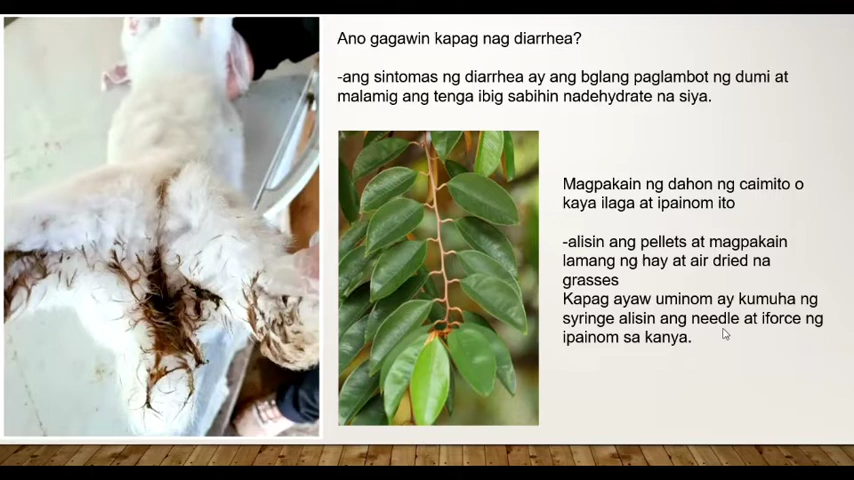 Ano gagawin kapag nag diarrhea?
-ang sintomas ng diarrhea ay ang bglang paglambot ng dumi at
malamig ang tenga ibig sabihin nadehydrate na siya.
Magpakain ng dahon ng caimito o
kaya ilaga at ipainom ito
-alisin ang pellets at magpakain
lamang ng hay at air dried na
grasses
Kapag ayaw uminom ay kumuha ng
syringe alisin ang needle at iforce ng
ipainom sa kanya.